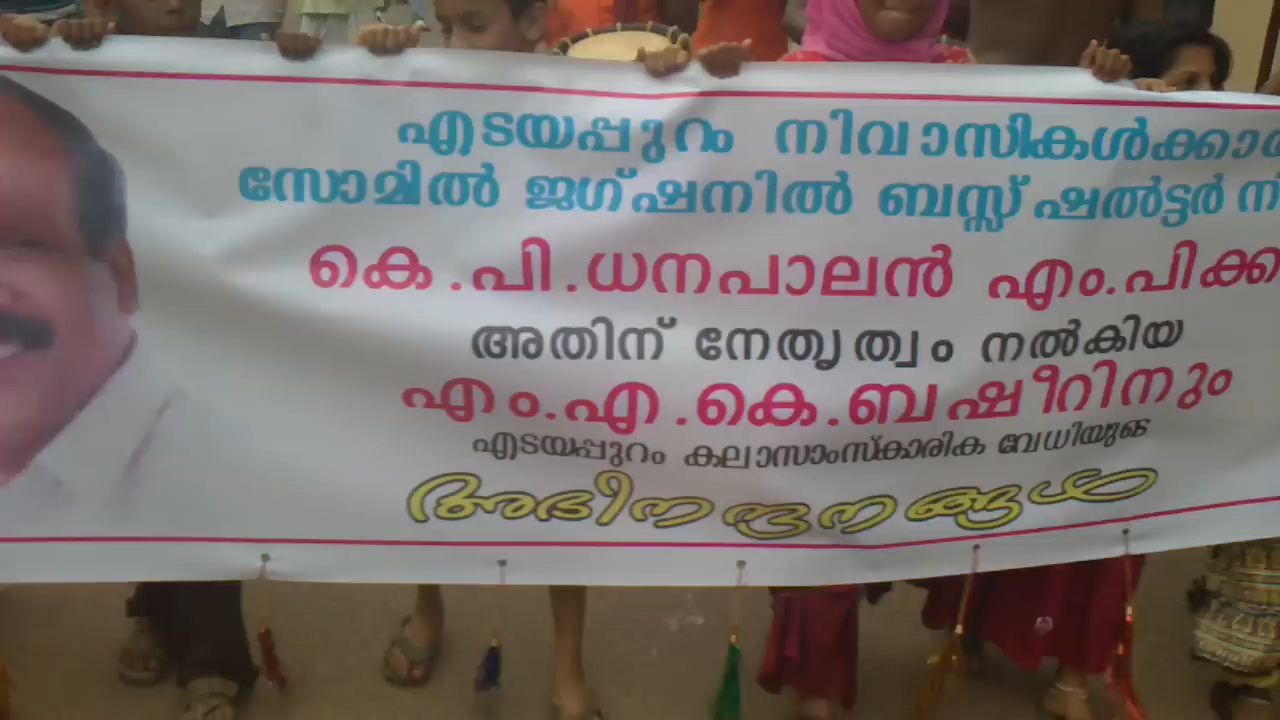 എടയപ്പുറം നിവാസികൾക്കാ
സോമിൽ ജഗ്ഷനിൽ ബസ്സ് ഷൽട്ടർ നി
കെ.പി.ധനപാലൻ എം.പിക്ക
അതിന് നേതൃത്വം നൽകിയ
എം.എ.കെ.ബഷീറിനും
എടയപ്പുറം കലാസാംസ്കാരിക വേധിയുടെ
അഭിനന്ദനങ്ങൾ